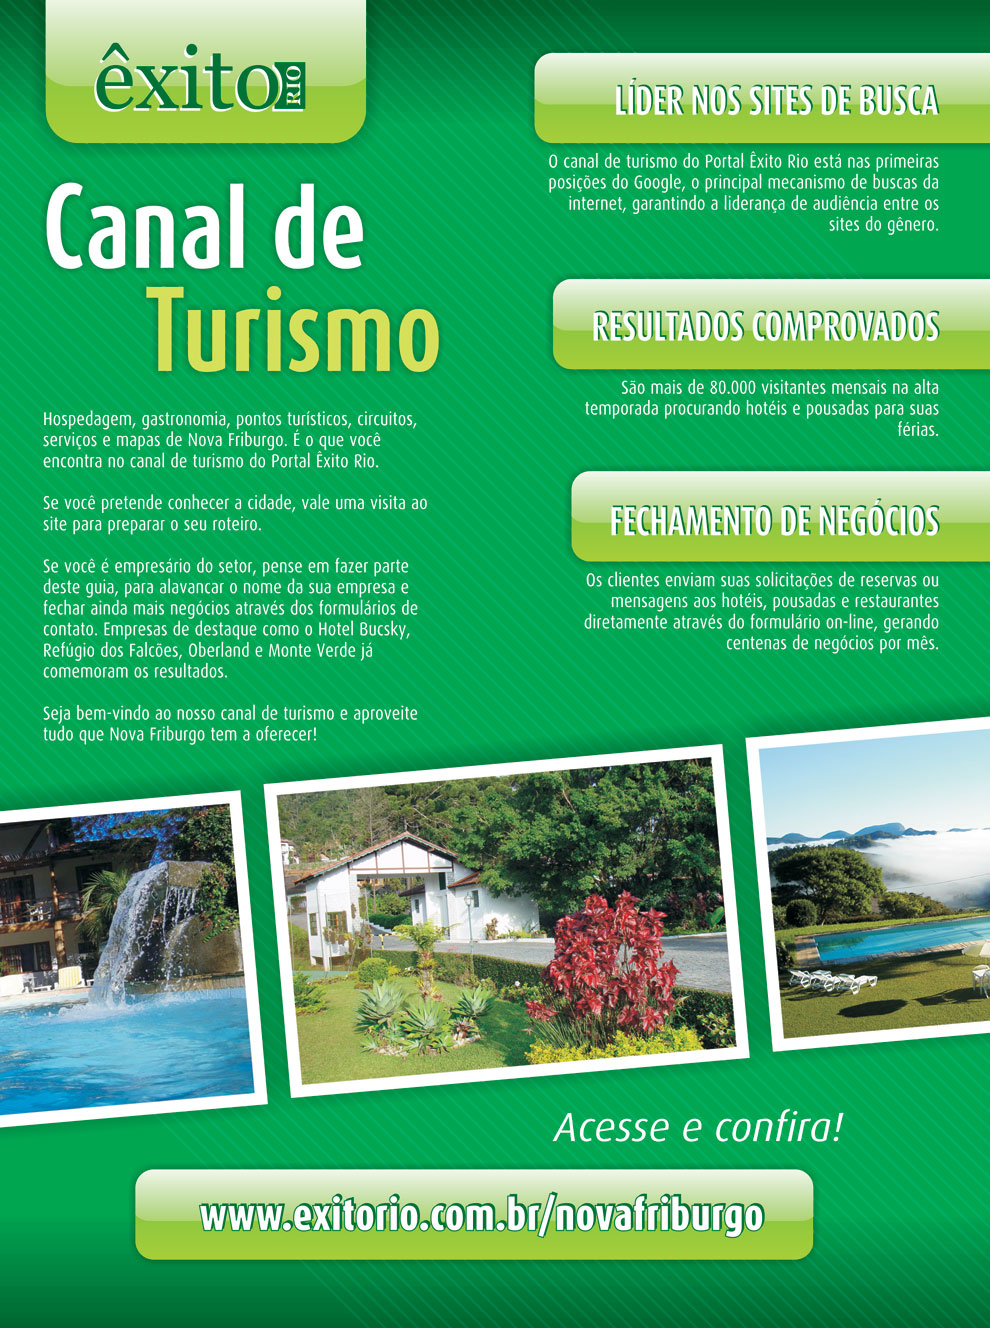 êxito RIO
Canal de
Turismo
Hospedagem, gastronomia, pontos turísticos, circuitos,
serviços e mapas de Nova Friburgo. É o que você
encontra no canal de turismo do Portal Êxito Rio.
Se você pretende conhecer a cidade, vale uma visita ao
site para preparar o seu roteiro.
Se você é empresário do setor, pense em fazer parte
deste guia, para alavancar o nome da sua empresa e
fechar ainda mais negócios através dos formulários de
contato. Empresas de destaque como o Hotel Bucsky,
Refúgio dos Falcões, Oberland e Monte Verde já
comemoram os resultados.
Seja bem-vindo ao nosso canal de turismo e aproveite
tudo que Nova Friburgo tem a oferecer!
LÍDER NOS SITES DE BUSCA
O canal de turismo do Portal Êxito Rio está nas primeiras
posições do Google, o principal mecanismo de buscas da
internet, garantindo a liderança de audiência entre os
sites do gênero.
RESULTADOS COMPROVADOS
São mais de 80.000 visitantes mensais na alta
temporada procurando hotéis e pousadas para suas
férias.
FECHAMENTO DE NEGÓCIOS
Os clientes enviam suas solicitações de reservas ou
mensagens aos hotéis, pousadas e restaurantes
diretamente através do formulário on-line, gerando
centenas de negócios por mês.
Acesse e confira!
www.exitorio.com.br/novafriburgo